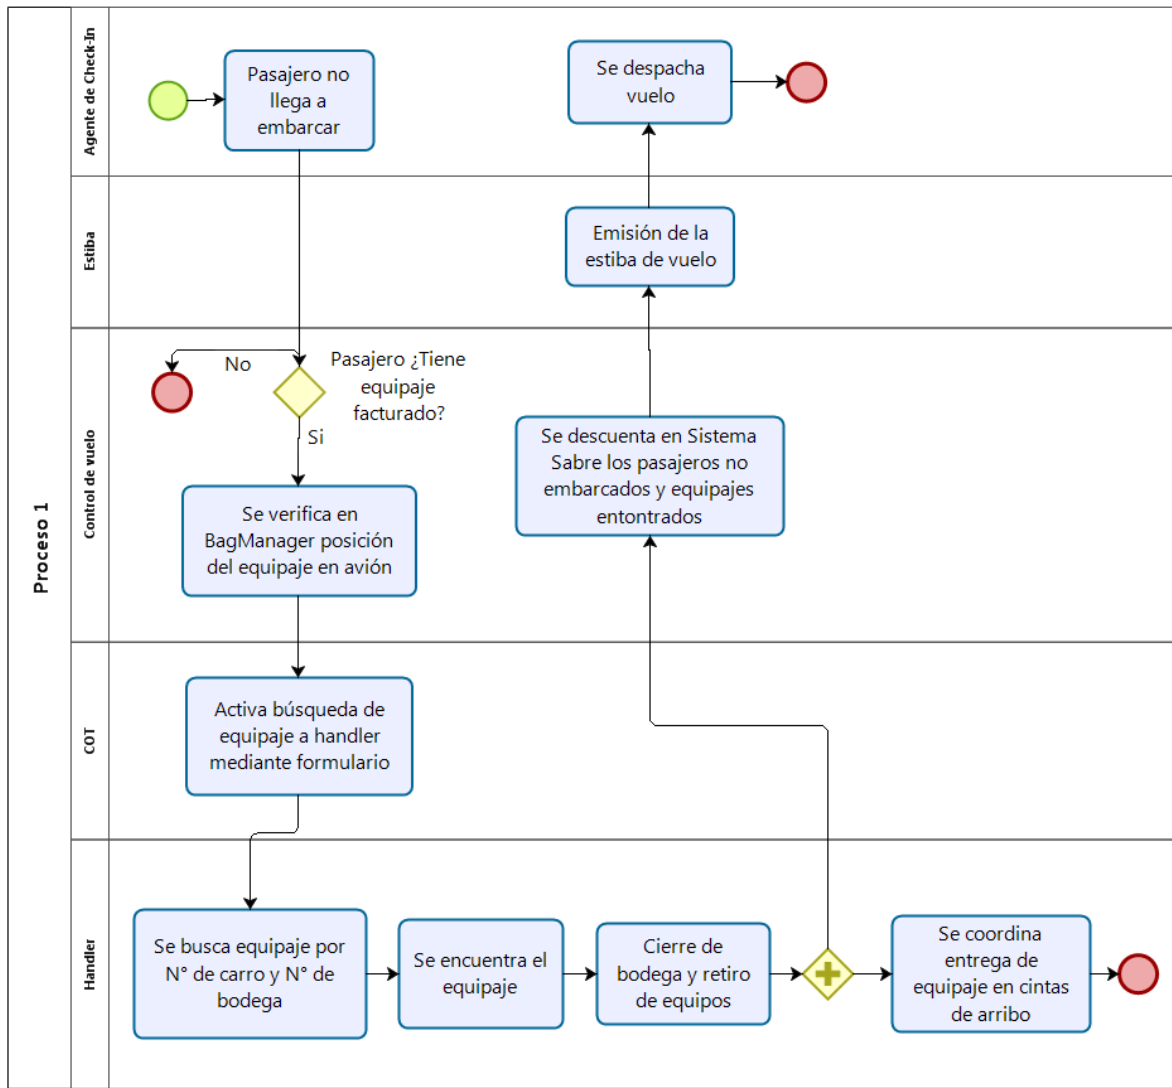 Proceso 1
Agente de Check-In
Pasajero no
llega a
embarcar
Se despacha
vuelo
Estiba
Emisión de la
estiba de vuelo
Control de vuelo
No
Pasajero ¿Tiene
equipaje
facturado?
Si
Se verifica en
BagManager posición
del equipaje en avión
Se descuenta en Sistema
Sabre los pasajeros no
embarcados y equipajes
entontrados
COT
Activa búsqueda de
equipaje a handler
mediante formulario
Handler
Se busca equipaje por
N° de carro y N° de
bodega
Se encuentra el
equipaje
Cierre de
bodega y retiro
de equipos
Se coordina
entrega de
equipaje en cintas
de arribo